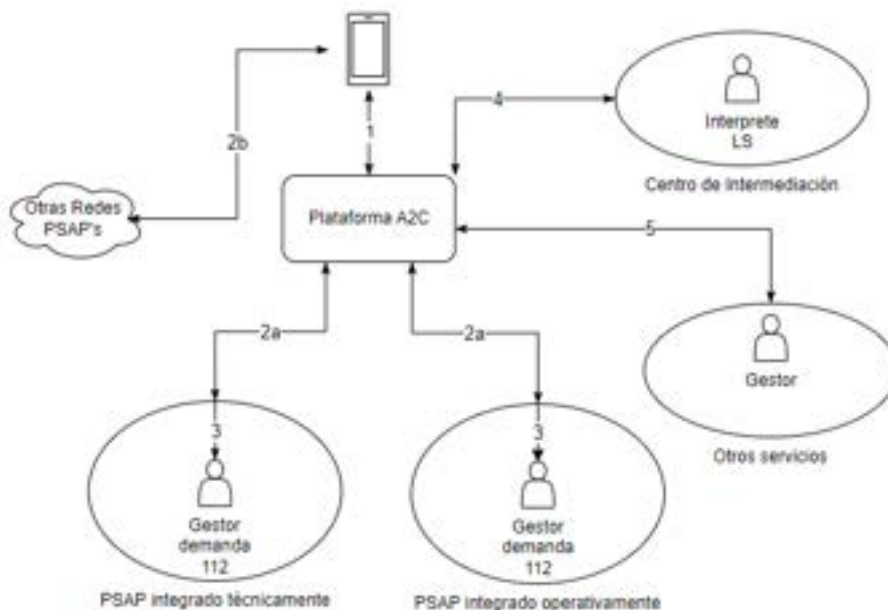 1
4
Interprete
LS
Centro de Intermediación
2b
Otras Redes
PSAP's
Plataforma A2C
5
2a
2a
Gestor
Otros servicios
3
3
Gestor
demanda
112
Gestor
demanda
112
PSAP integrado técnicamente
PSAP integrado operativamente